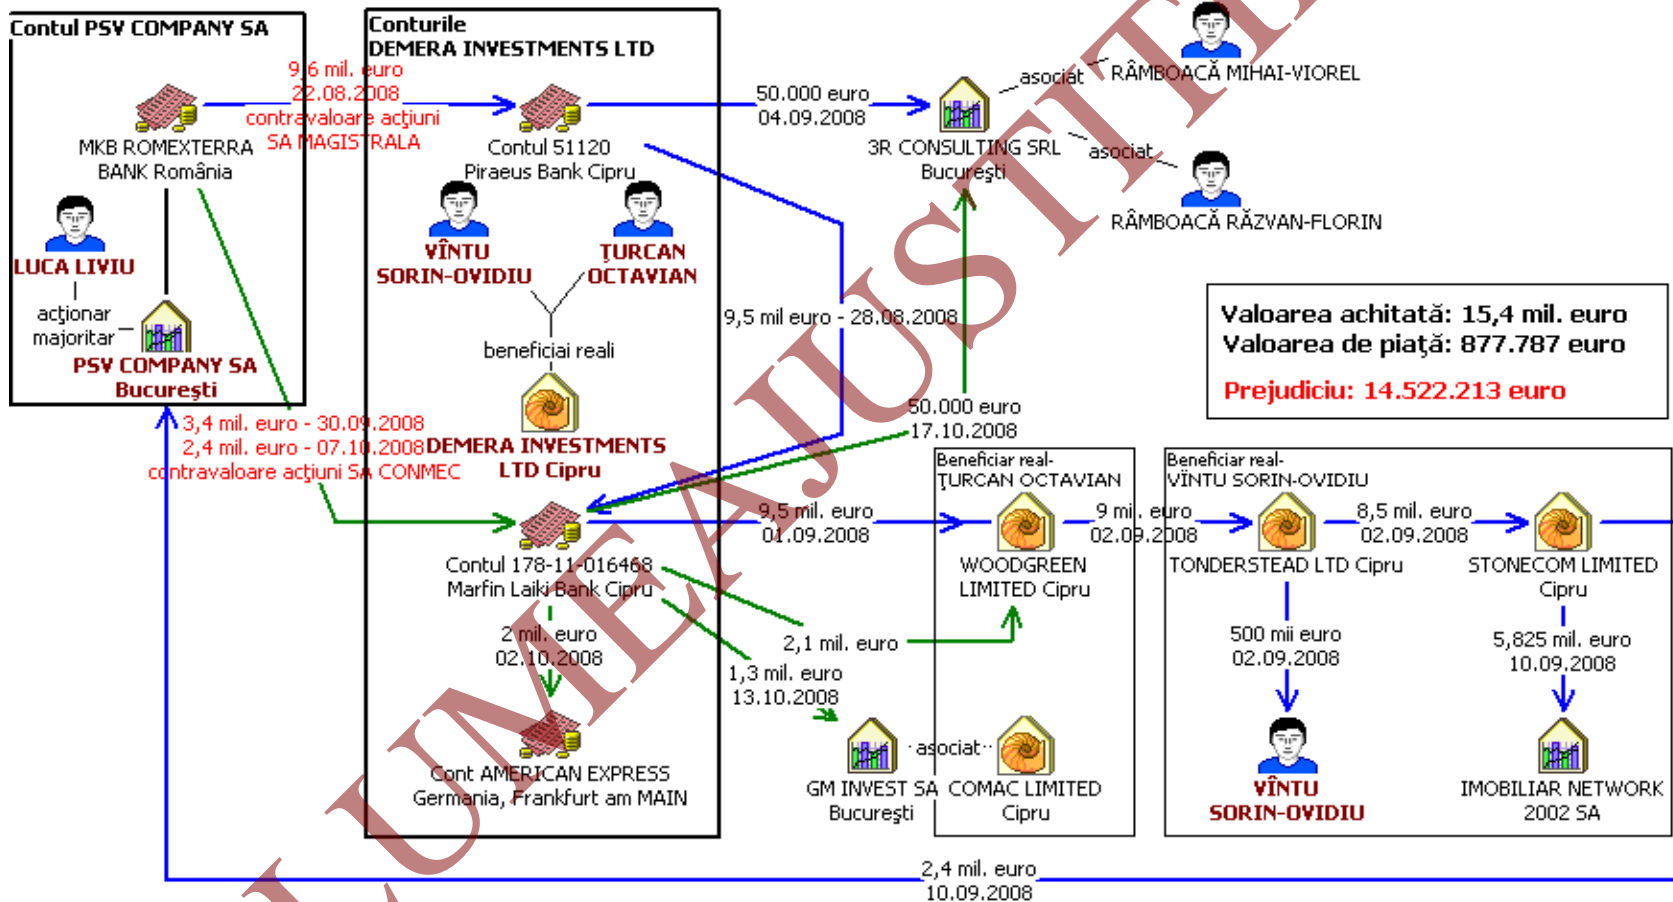 Contul PSV COMPANY SA
9,6 mil. euro
22.08.2008
contravaloare acţiuni
SA MAGISTRALA
MKB ROMEXTERRA
BANK România
LUCA LIVIU
acţionar
majoritar
PSV COMPANY SA
Bucureşti
3,4 mil. euro - 30.09.2008
2,4 mil. euro - 07.10.2008
contravaloare acţiuni SA CONMEC
Conturile
DEMERA INVESTMENTS LTD
Contul 51120
Piraeus Bank Cipru
VÎNTU
SORIN-OVIDIU
ŢURCAN
OCTAVIAN
beneficiai reali
DEMERA INVESTMENTS
LTD Cipru
Contul 178-11-016468
Marfin Laiki Bank Cipru
2 mil. euro
02.10.2008
Cont AMERICAN EXPRESS
Germania, Frankfurt am MAIN
50.000 euro
04.09.2008
9,5 mil euro - 28.08.2008
3R CONSULTING SRL
Bucureşti
asociat
RÂMBOACĂ MIHAI-VIOREL
asociat
RÂMBOACĂ RĂZVAN-FLORIN
50.000 euro
17.10.2008
Valoarea achitată: 15,4 mil. euro
Valoarea de piaţă: 877.787 euro
Prejudiciu: 14.522.213 euro
9,5 mil. euro
01.09.2008
2,1 mil. euro
1,3 mil. euro
13.10.2008
GM INVEST SA
Bucureşti
asociat
Beneficiar real-
ŢURCAN OCTAVIAN
WOODGREEN
LIMITED Cipru
COMAC LIMITED
Cipru
9 mil. euro
02.09.2008
Beneficiar real-
VÎNTU SORIN-OVIDIU
TONDERSTEAD LTD Cipru
8,5 mil. euro
02.09.2008
STONECOM LIMITED
Cipru
500 mii euro
02.09.2008
VÎNTU
SORIN-OVIDIU
5,825 mil. euro
10.09.2008
IMOBILIAR NETWORK
2002 SA
2,4 mil. euro
10.09.2008
LUMEAJUSTITI